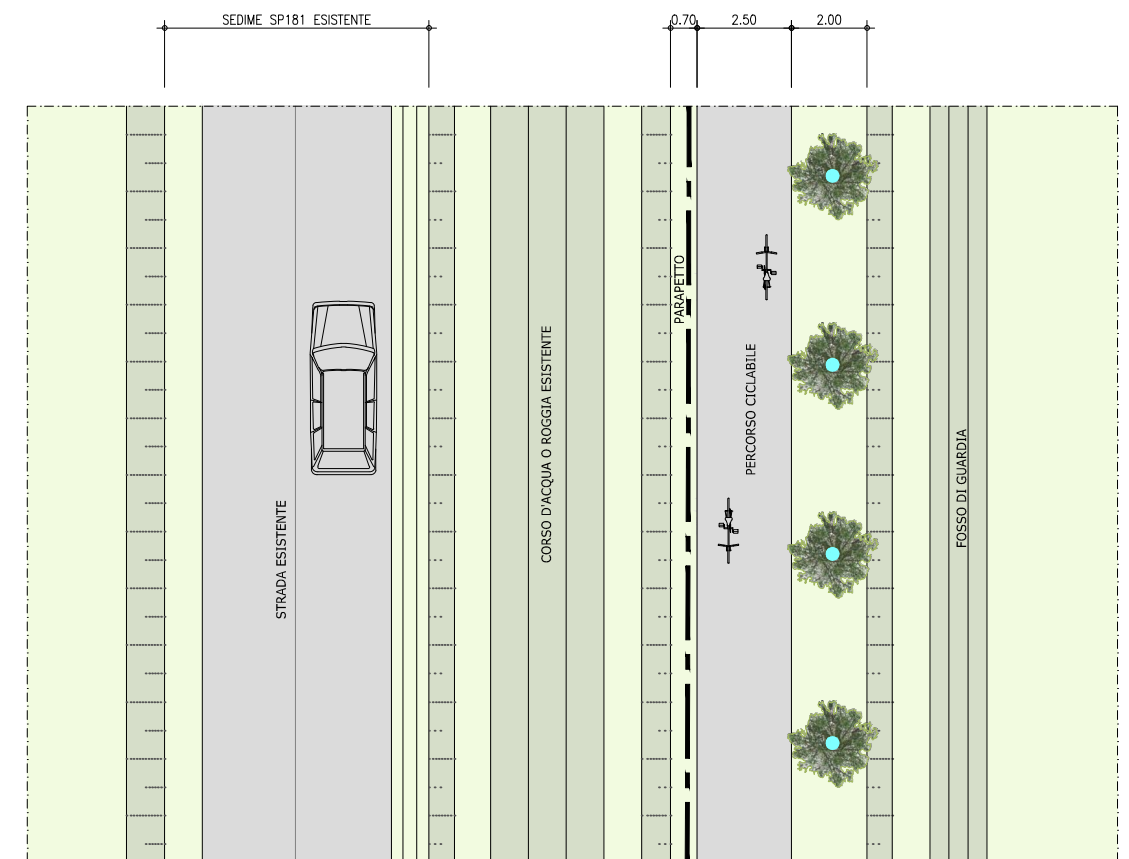 SEDIME SP181 ESISTENTE
0.70
2.50
2.00
STRADA ESISTENTE
CORSO D'ACQUA O ROGGIA ESISTENTE
PARAPETTO
PERCORSO CICLABILE
FOSSO DI GUARDIA